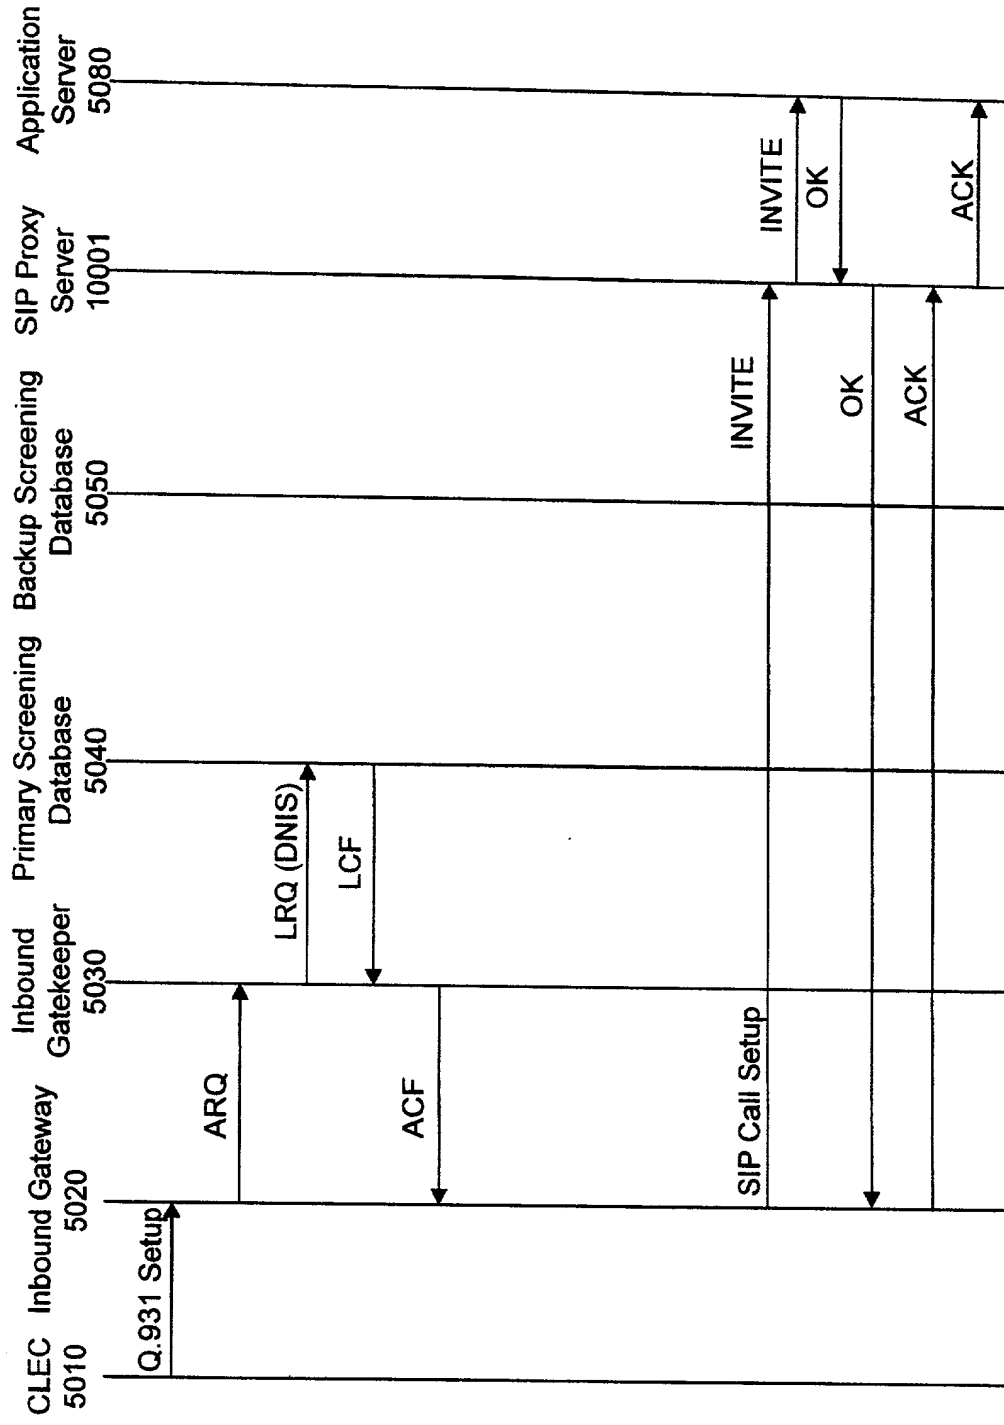 CLEC
5010
Inbound Gateway
5020
Inbound
Gatekeeper
5030
Primary Screening
Database
5040
Backup Screening
Database
5050
SIP Proxy
Server
10001
Application
Server
5080
Q.931 Setup
ARQ
LRQ (DNIS)
LCF
ACF
SIP Call Setup
INVITE
INVITE
OK
OK
ACK
ACK